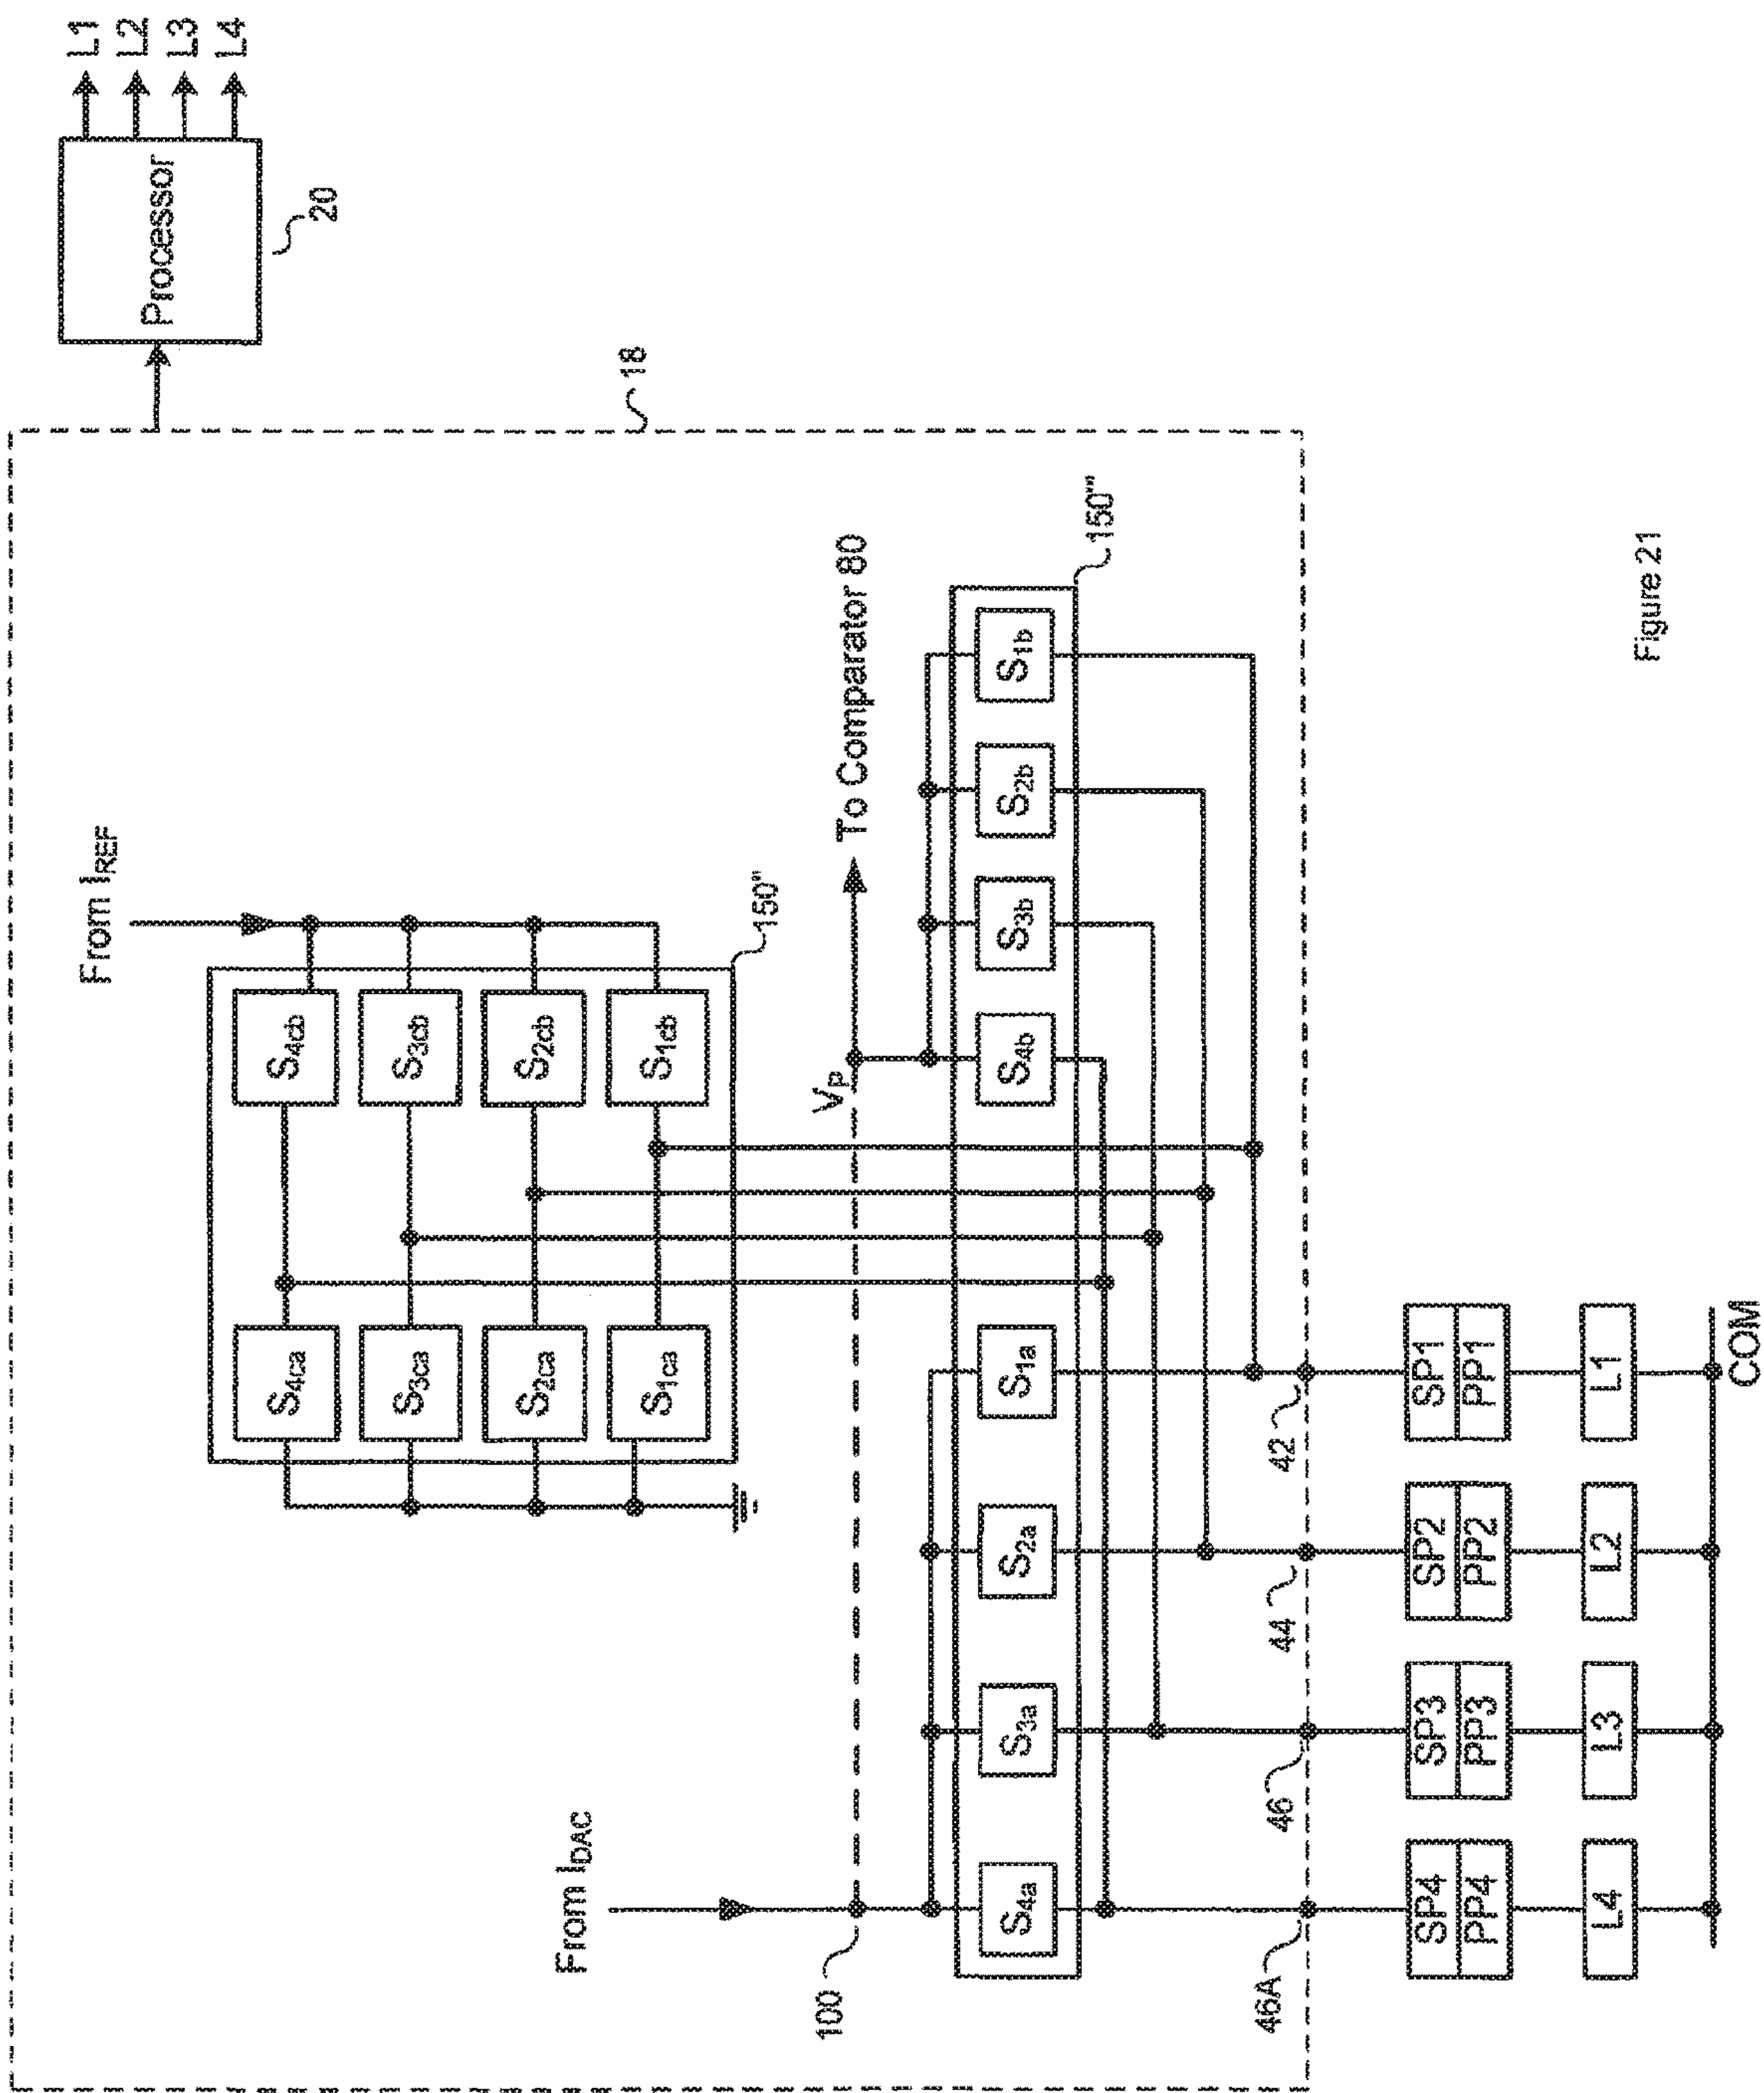 L1
L2
L3
L4
Processor
20
18
From IREF
S4ca
S4cb
S3ca
S3cb
S2ca
S2cb
S1ca
S1cb
150"
From IDAC
100
VP
To Comparator 80
S4a
S3a
S2a
S1a
S4b
S3b
S2b
S1b
150'''
46A
46
44
42
SP4
SP3
SP2
SP1
PP4
PP3
PP2
PP1
L4
L3
L2
L1
COM
Figure 21